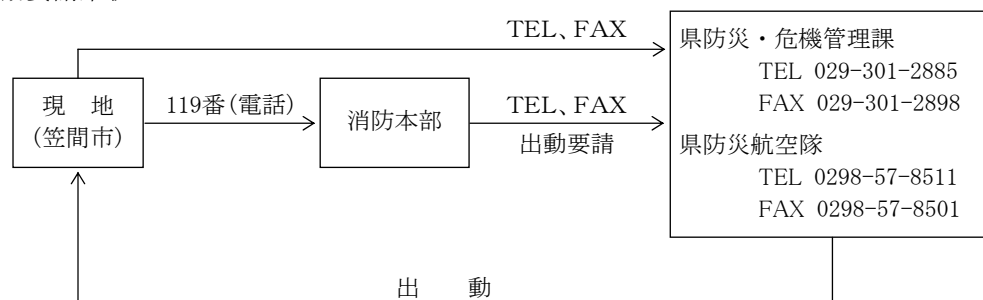 TEL、FAX
県防災・危機管理課
TEL 029-301-2885
FAX 029-301-2898
現　地
(笠間市)
119番(電話)
消防本部
TEL、FAX
出動要請
県防災航空隊
TEL 0298-57-8511
FAX 0298-57-8501
出　動